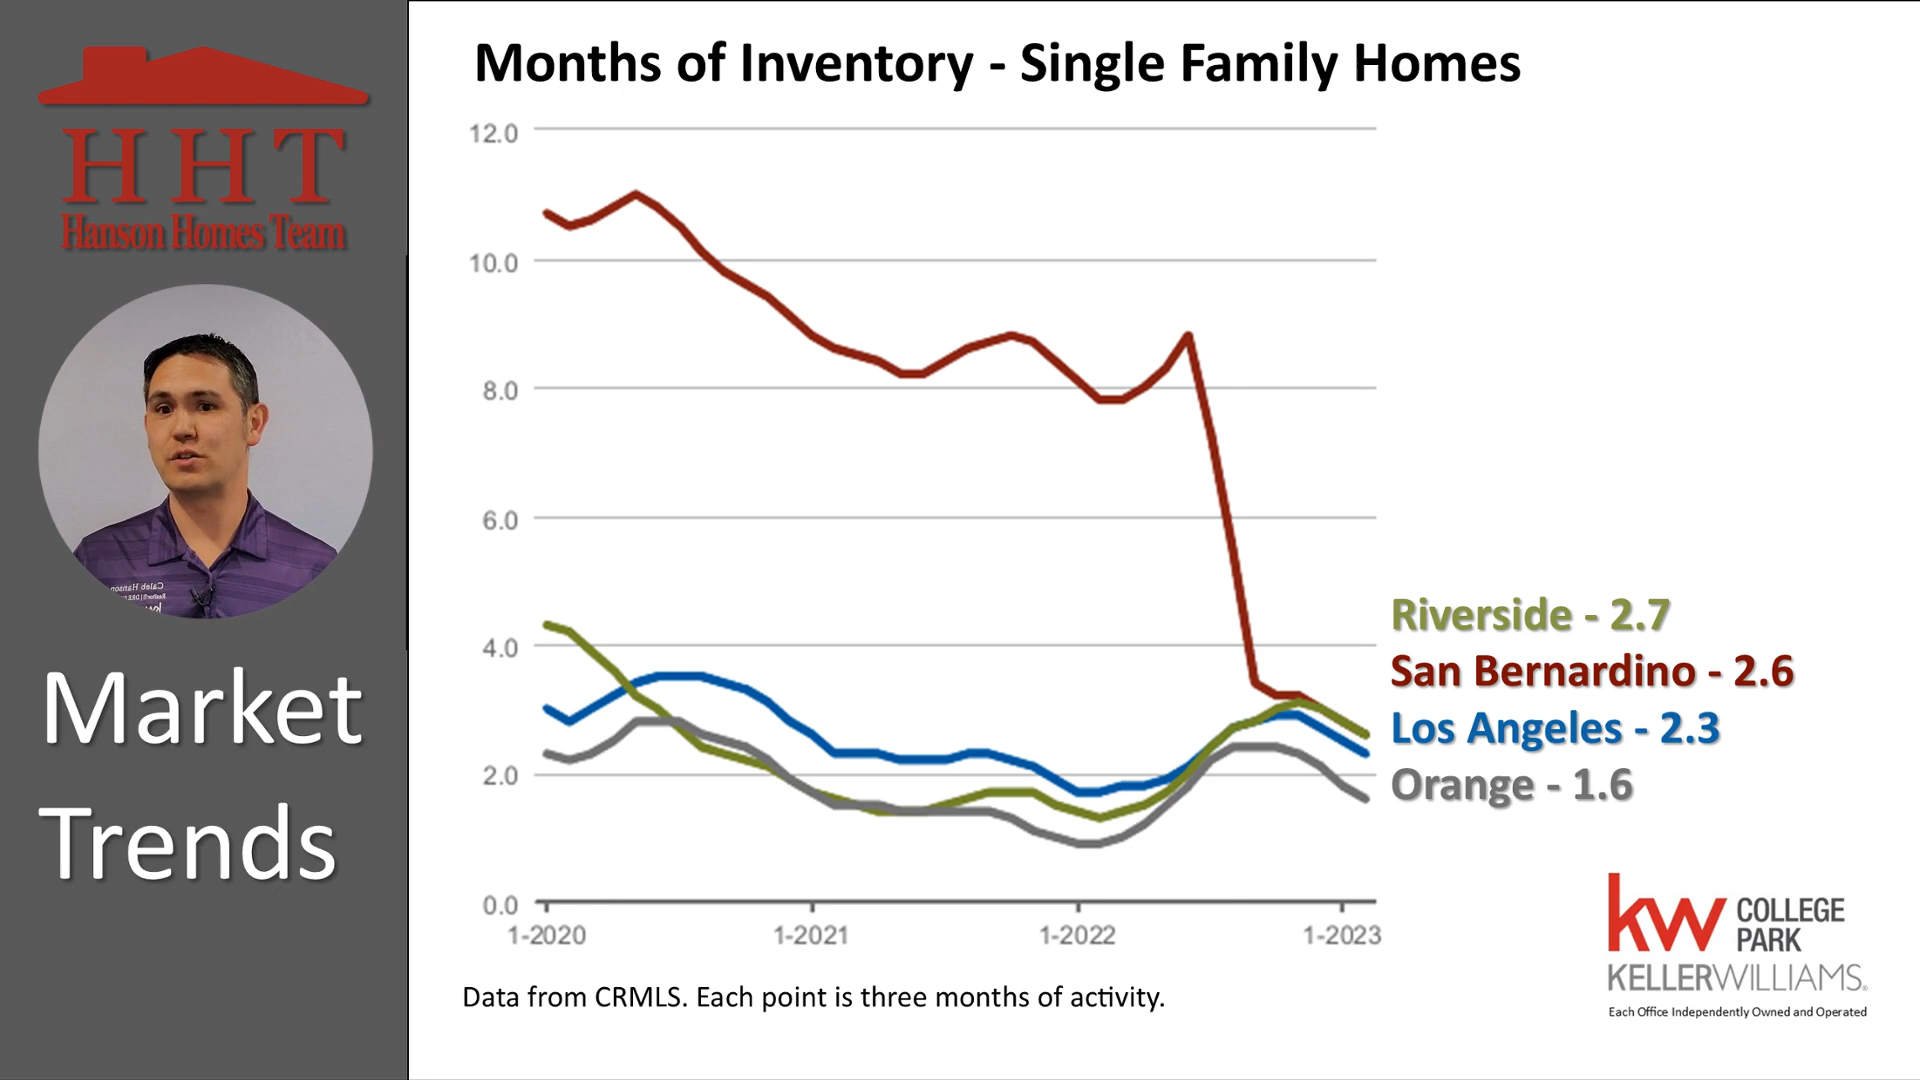 H H T
Hanson Homes Team
Caleb Hanson
Market
Trends
Months of Inventory - Single Family Homes
12.0
10.0
8.0
6.0
4.0
2.0
0.0
1-2020
1-2021
1-2022
1-2023
Riverside - 2.7
San Bernardino - 2.6
Los Angeles - 2.3
Orange - 1.6
Data from CRMLS. Each point is three months of activity.
kw COLLEGE
PARK
KELLERWILLIAMS.
Each Office Independently Owned and Operated